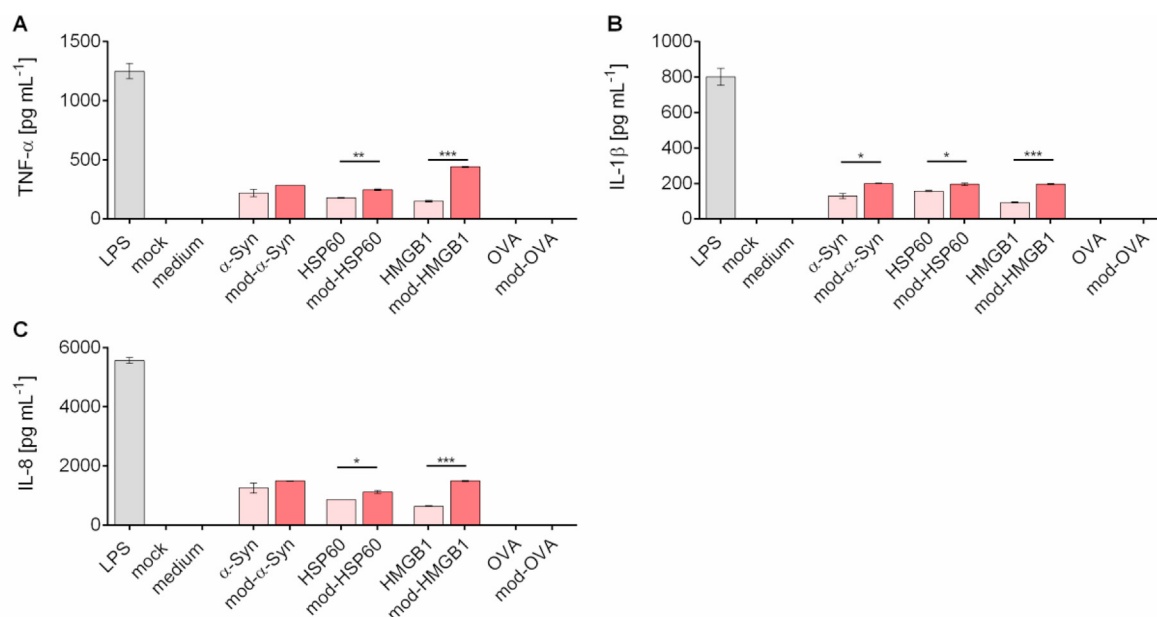 A
TNF-α [pg mL⁻¹]
1500
1000
500
0
** ***
LPS mock medium α-Syn mod-α-Syn HSP60 mod-HSP60 HMGB1 mod-HMGB1 OVA mod-OVA
B
IL-1β [pg mL⁻¹]
1000
800
600
400
200
0
* * ***
LPS mock medium α-Syn mod-α-Syn HSP60 mod-HSP60 HMGB1 mod-HMGB1 OVA mod-OVA
C
IL-8 [pg mL⁻¹]
6000
4000
2000
0
* ***
LPS mock medium α-Syn mod-α-Syn HSP60 mod-HSP60 HMGB1 mod-HMGB1 OVA mod-OVA